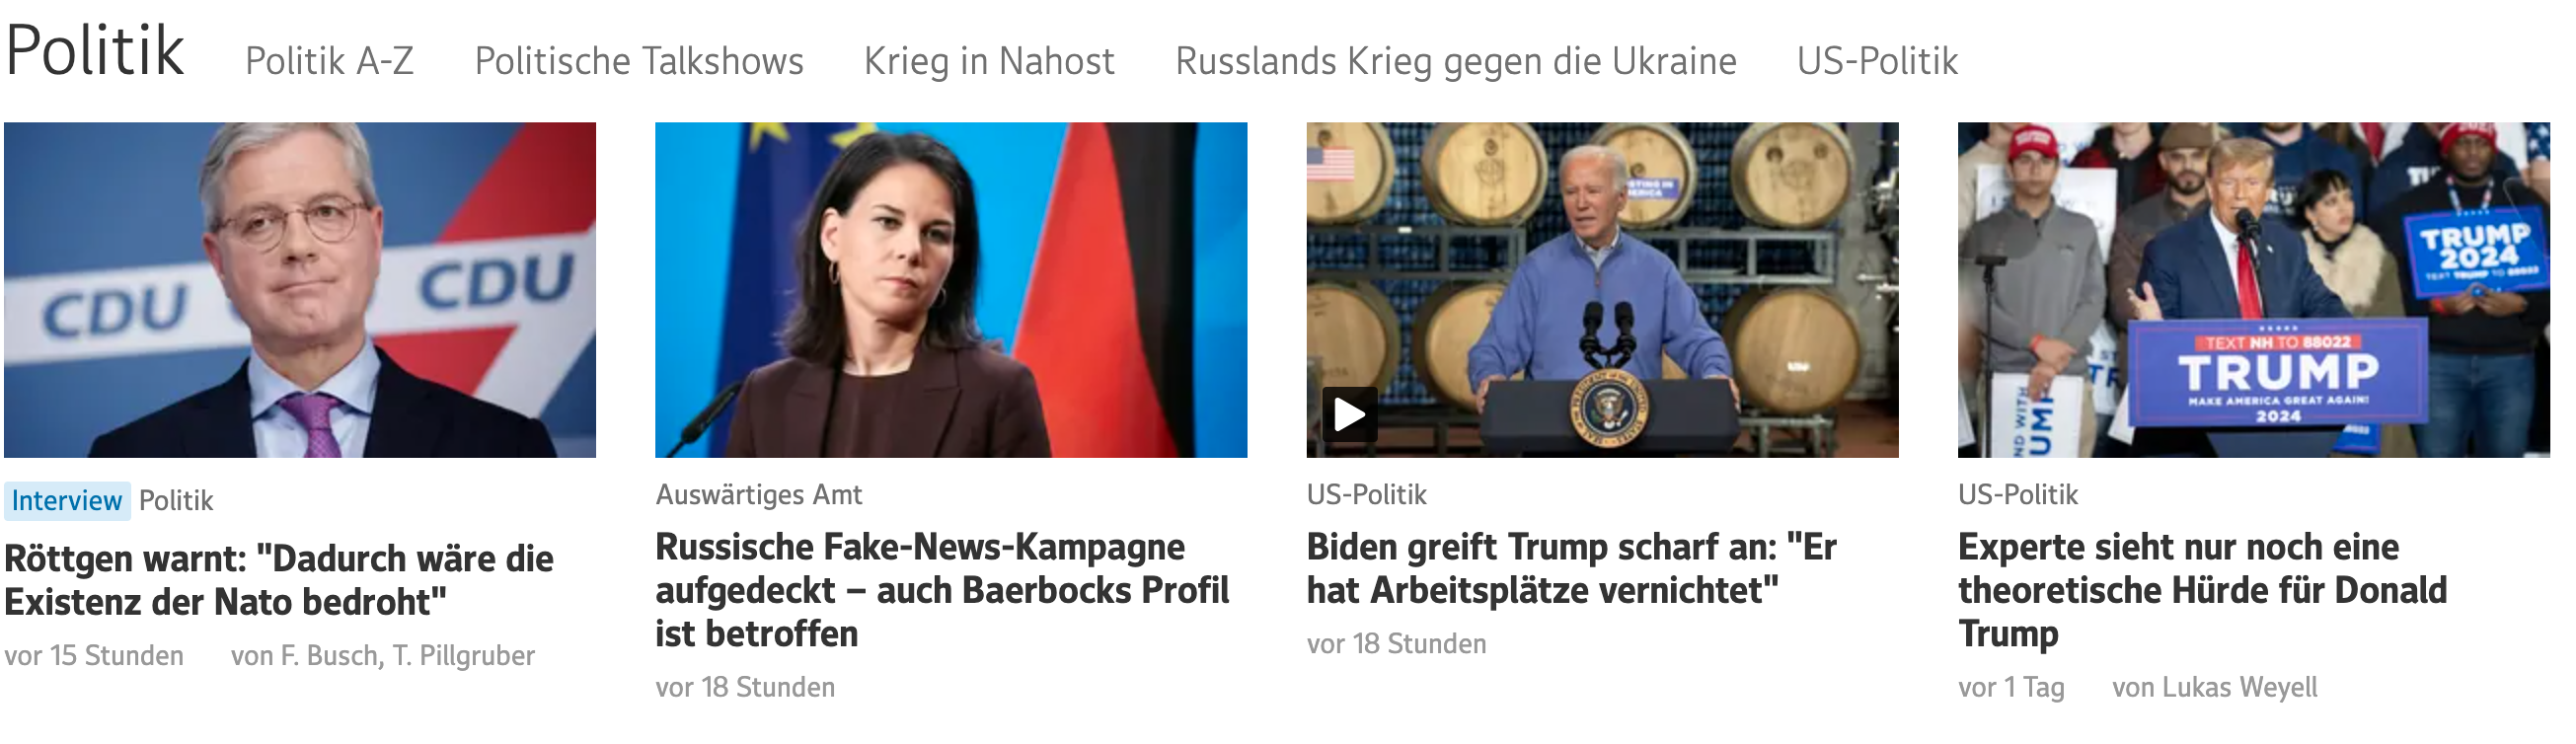 Politik
Politik A-Z
Politische Talkshows
Krieg in Nahost
Russlands Krieg gegen die Ukraine
US-Politik
CDU
CDU
Interview Politik
Röttgen warnt: "Dadurch wäre die
Existenz der Nato bedroht"
vor 15 Stunden
von F. Busch, T. Pillgruber
Auswärtiges Amt
Russische Fake-News-Kampagne
aufgedeckt – auch Baerbocks Profil
ist betroffen
vor 18 Stunden
US-Politik
Biden greift Trump scharf an: "Er
hat Arbeitsplätze vernichtet"
vor 18 Stunden
TRUMP
2024
TEXT TRUMP TO 88022
TEXT NH TO 88022
TRUMP
MAKE AMERICA GREAT AGAIN!
2024
US-Politik
Experte sieht nur noch eine
theoretische Hürde für Donald
Trump
vor 1 Tag
von Lukas Weyell